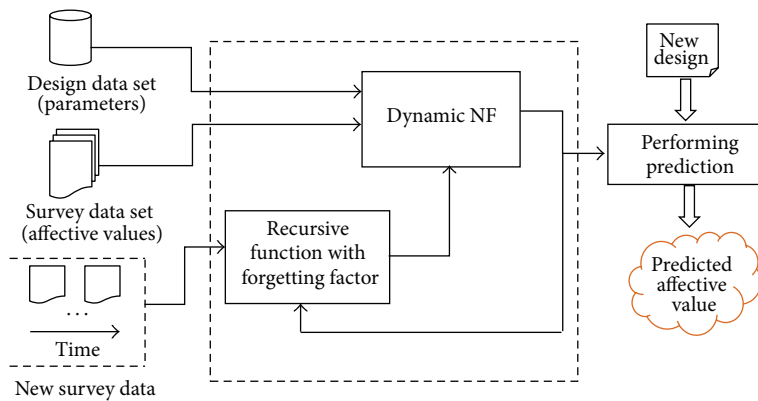 Design data set
(parameters)
Survey data set
(affective values)
. . .
Time
New survey data
Dynamic NF
Recursive
function with
forgetting factor
New
design
Performing
prediction
Predicted
affective
value